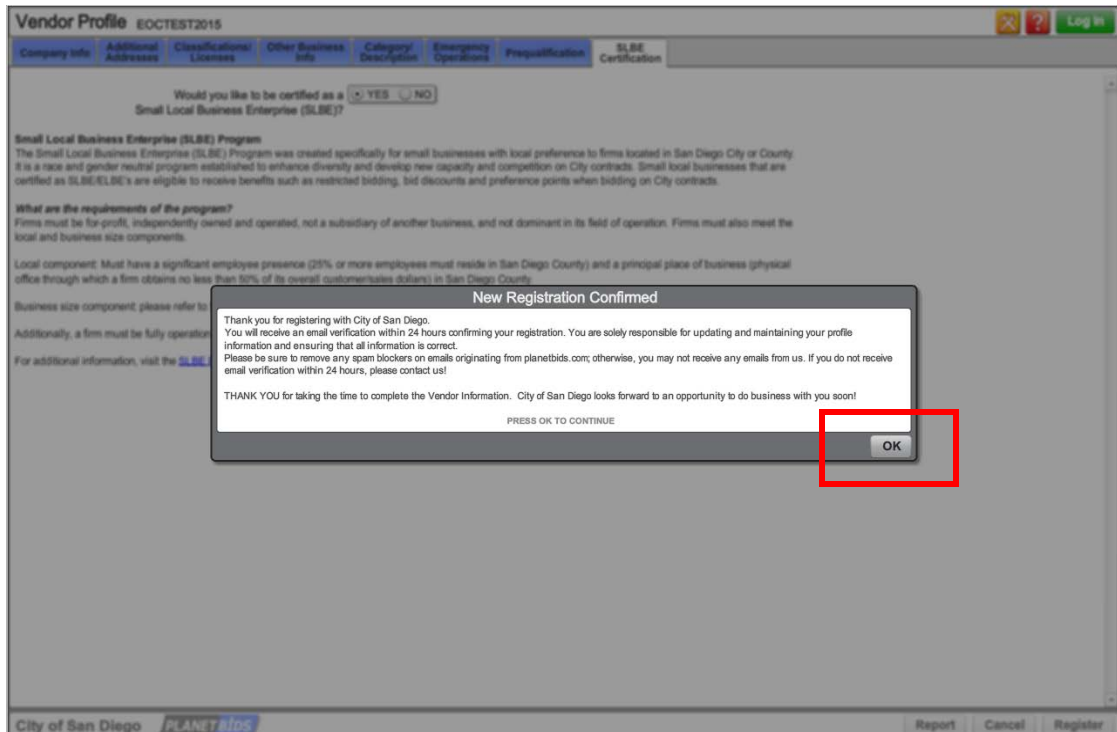 Vendor Profile EOCTEST2015
? Log In
Company Info Additional Addresses Classifications/ Licenses Other Business Info Category/ Description Emergency Operations Prequalification SLBE Certification
Would you like to be certified as a YES NO
Small Local Business Enterprise (SLBE)?
Small Local Business Enterprise (SLBE) Program
The Small Local Business Enterprise (SLBE) Program was created specifically for small businesses with local preference to firms located in San Diego City or County.
It is a race and gender neutral program established to enhance diversity and develop new capacity and competition on City contracts. Small local businesses that are
certified as SLBE/ELBE's are eligible to receive benefits such as restricted bidding, bid discounts and preference points when bidding on City contracts.
What are the requirements of the program?
Firms must be for-profit, independently owned and operated, not a subsidiary of another business, and not dominant in its field of operation. Firms must also meet the
local and business size components.
Local component: Must have a significant employee presence (25% or more employees must reside in San Diego County) and a principal place of business (physical
office through which a firm obtains no less than 50% of its overall customer/sales dollars) in San Diego County.
Business size component: please refer to
Additionally, a firm must be fully operation
For additional information, visit the SLBE
New Registration Confirmed
Thank you for registering with City of San Diego.
You will receive an email verification within 24 hours confirming your registration. You are solely responsible for updating and maintaining your profile
information and ensuring that all information is correct.
Please be sure to remove any spam blockers on emails originating from planetbids.com; otherwise, you may not receive any emails from us. If you do not receive
email verification within 24 hours, please contact us!
THANK YOU for taking the time to complete the Vendor Information. City of San Diego looks forward to an opportunity to do business with you soon!
PRESS OK TO CONTINUE
OK
City of San Diego PLANETBIDS Report Cancel Register